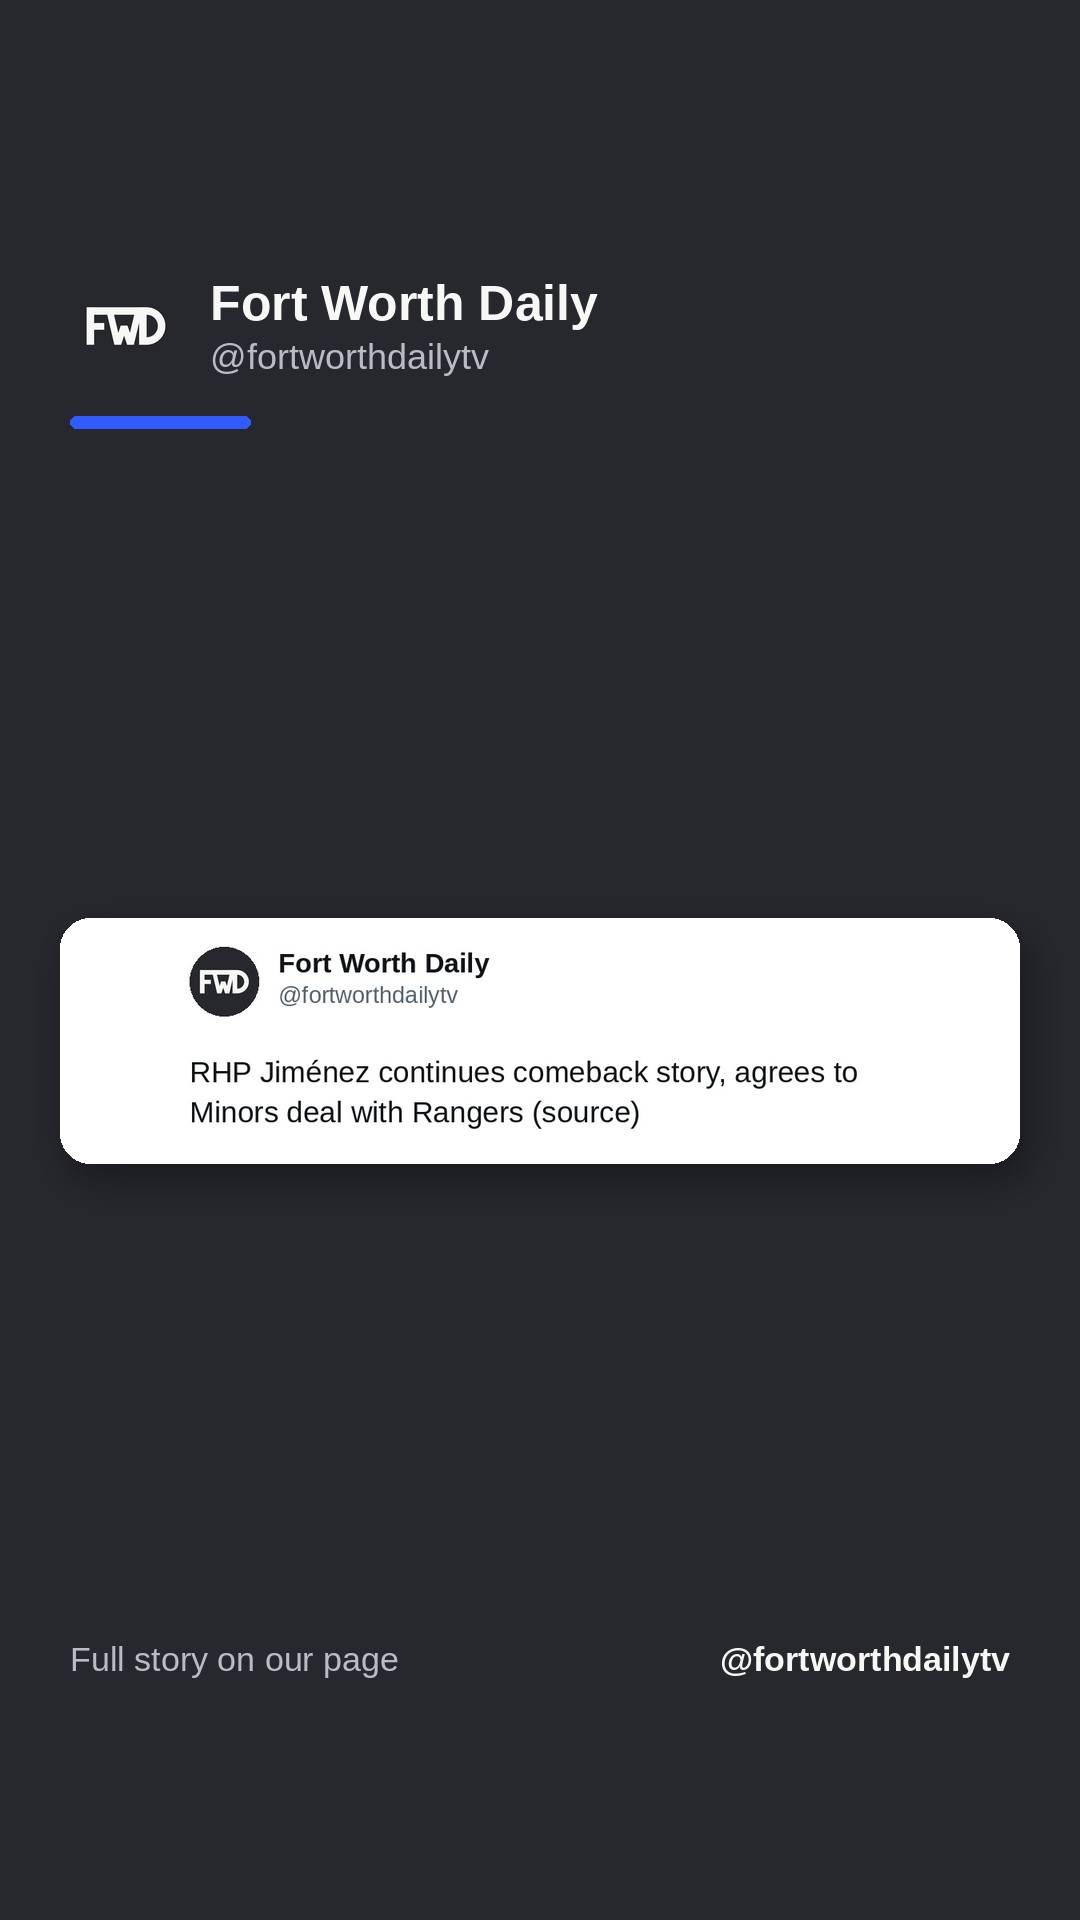 FWD
Fort Worth Daily
@fortworthdailytv
FWD
Fort Worth Daily
@fortworthdailytv
RHP Jiménez continues comeback story, agrees to
Minors deal with Rangers (source)
Full story on our page
@fortworthdailytv